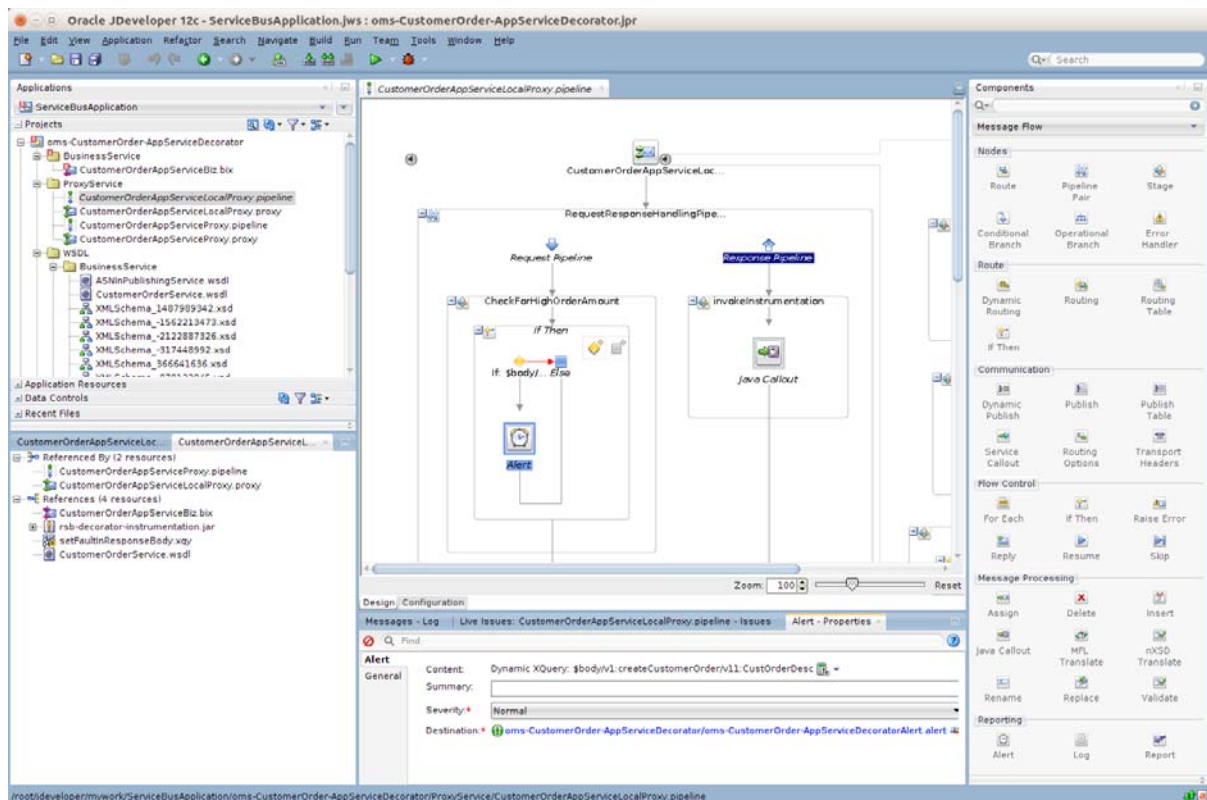 Oracle JDeveloper 12c - ServiceBusApplication.jws : oms-CustomerOrder-AppServiceDecorator.jpr
File Edit View Application Refactor Search Navigate Build Run Team Tools Window Help
Search
Applications
ServiceBusApplication
Projects
oms-CustomerOrder-AppServiceDecorator
BusinessService
CustomerOrderAppServiceBiz.bix
ProxyService
CustomerOrderAppServiceLocalProxy.pipeline
CustomerOrderAppServiceLocalProxy.proxy
CustomerOrderAppServiceProxy.pipeline
CustomerOrderAppServiceProxy.proxy
WSDL
BusinessService
ASNInPublishingService.wsdl
CustomerOrderService.wsdl
XMLSchema_1487989342.xsd
XMLSchema_-1562213473.xsd
XMLSchema_-2122887326.xsd
XMLSchema_-317448992.xsd
XMLSchema_366641636.xsd
Application Resources
Data Controls
Recent Files
CustomerOrderAppServiceLoc... CustomerOrderAppServiceL...
Referenced By (2 resources)
CustomerOrderAppServiceProxy.pipeline
CustomerOrderAppServiceLocalProxy.proxy
References (4 resources)
CustomerOrderAppServiceBiz.bix
rsb-decorator-instrumentation.jar
setFaultInResponseBody.xqy
CustomerOrderService.wsdl
CustomerOrderAppServiceLocalProxy.pipeline
CustomerOrderAppServiceLoc...
RequestResponseHandlingPipe...
Request Pipeline
Response Pipeline
CheckForHighOrderAmount
invokeInstrumentation
If Then
If: $body/... Else
Java Callout
Alert
Zoom: 100 Reset
Design Configuration
Messages - Log Live Issues: CustomerOrderAppServiceLocalProxy.pipeline - Issues Alert - Properties
Find
Alert
General
Content: Dynamic XQuery: $body/v1:createCustomerOrder/v11:CustOrderDesc
Summary:
Severity:* Normal
Destination:* oms-CustomerOrder-AppServiceDecorator/oms-CustomerOrder-AppServiceDecoratorAlert.alert
Components
Message Flow
Nodes
Route Pipeline Pair Stage
Conditional Branch Operational Branch Error Handler
Route
Dynamic Routing Routing Routing Table
If Then
Communication
Dynamic Publish Publish Publish Table
Service Callout Routing Options Transport Headers
Flow Control
For Each If Then Raise Error
Reply Resume Skip
Message Processing
Assign Delete Insert
Java Callout MFL Translate nXSD Translate
Rename Replace Validate
Reporting
Alert Log Report
/root/jdeveloper/mywork/ServiceBusApplication/oms-CustomerOrder-AppServiceDecorator/ProxyService/CustomerOrderAppServiceLocalProxy.pipeline